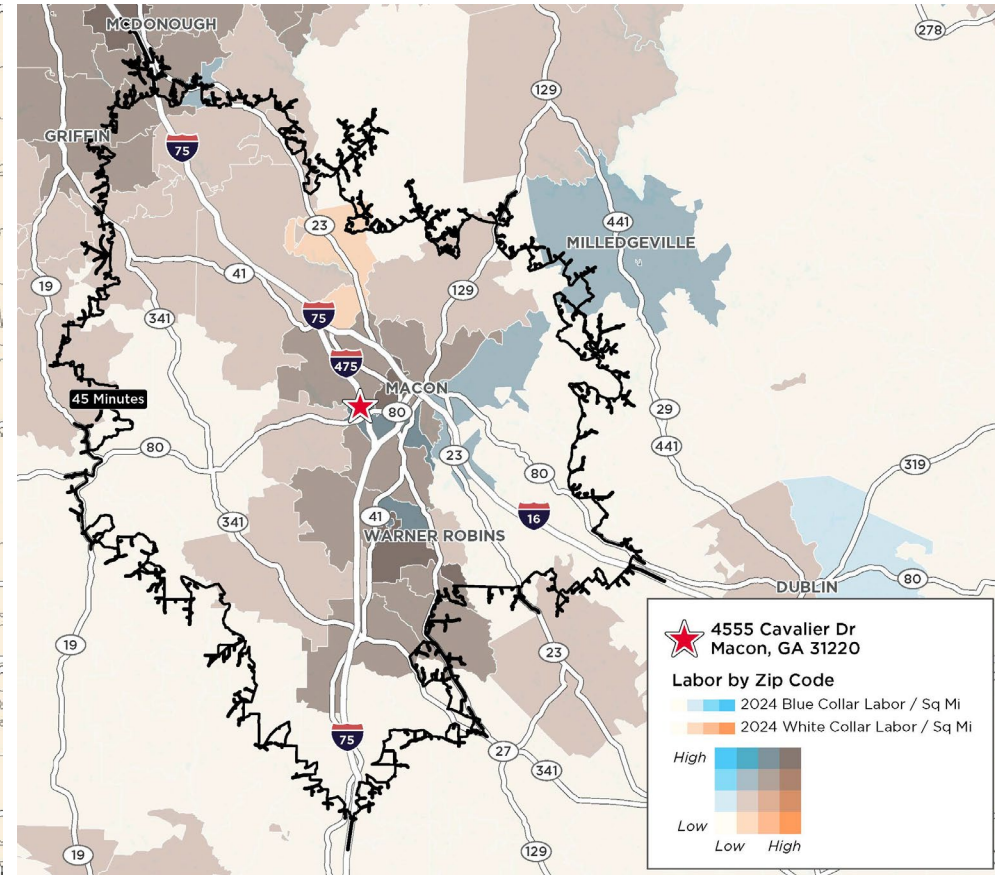 MCDONOUGH
278
129
GRIFFIN
75
441
23
MILLEDGEVILLE
41
19
129
75
341
475
MACON
45 Minutes
80
29
80
441
23
80
319
341
41
16
WARNER ROBINS
DUBLIN
80
19
23
75
27
341
19
129
4555 Cavalier Dr
Macon, GA 31220
Labor by Zip Code
2024 Blue Collar Labor / Sq Mi
2024 White Collar Labor / Sq Mi
High
Low
Low High